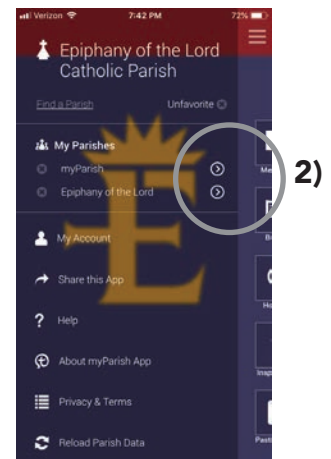 Verizon 7:42 PM 72%
Epiphany of the Lord
Catholic Parish
Find a Parish Unfavorite
My Parishes
myParish
Epiphany of the Lord
2)
My Account
Share this App
Help
About myParish App
Privacy & Terms
Reload Parish Data